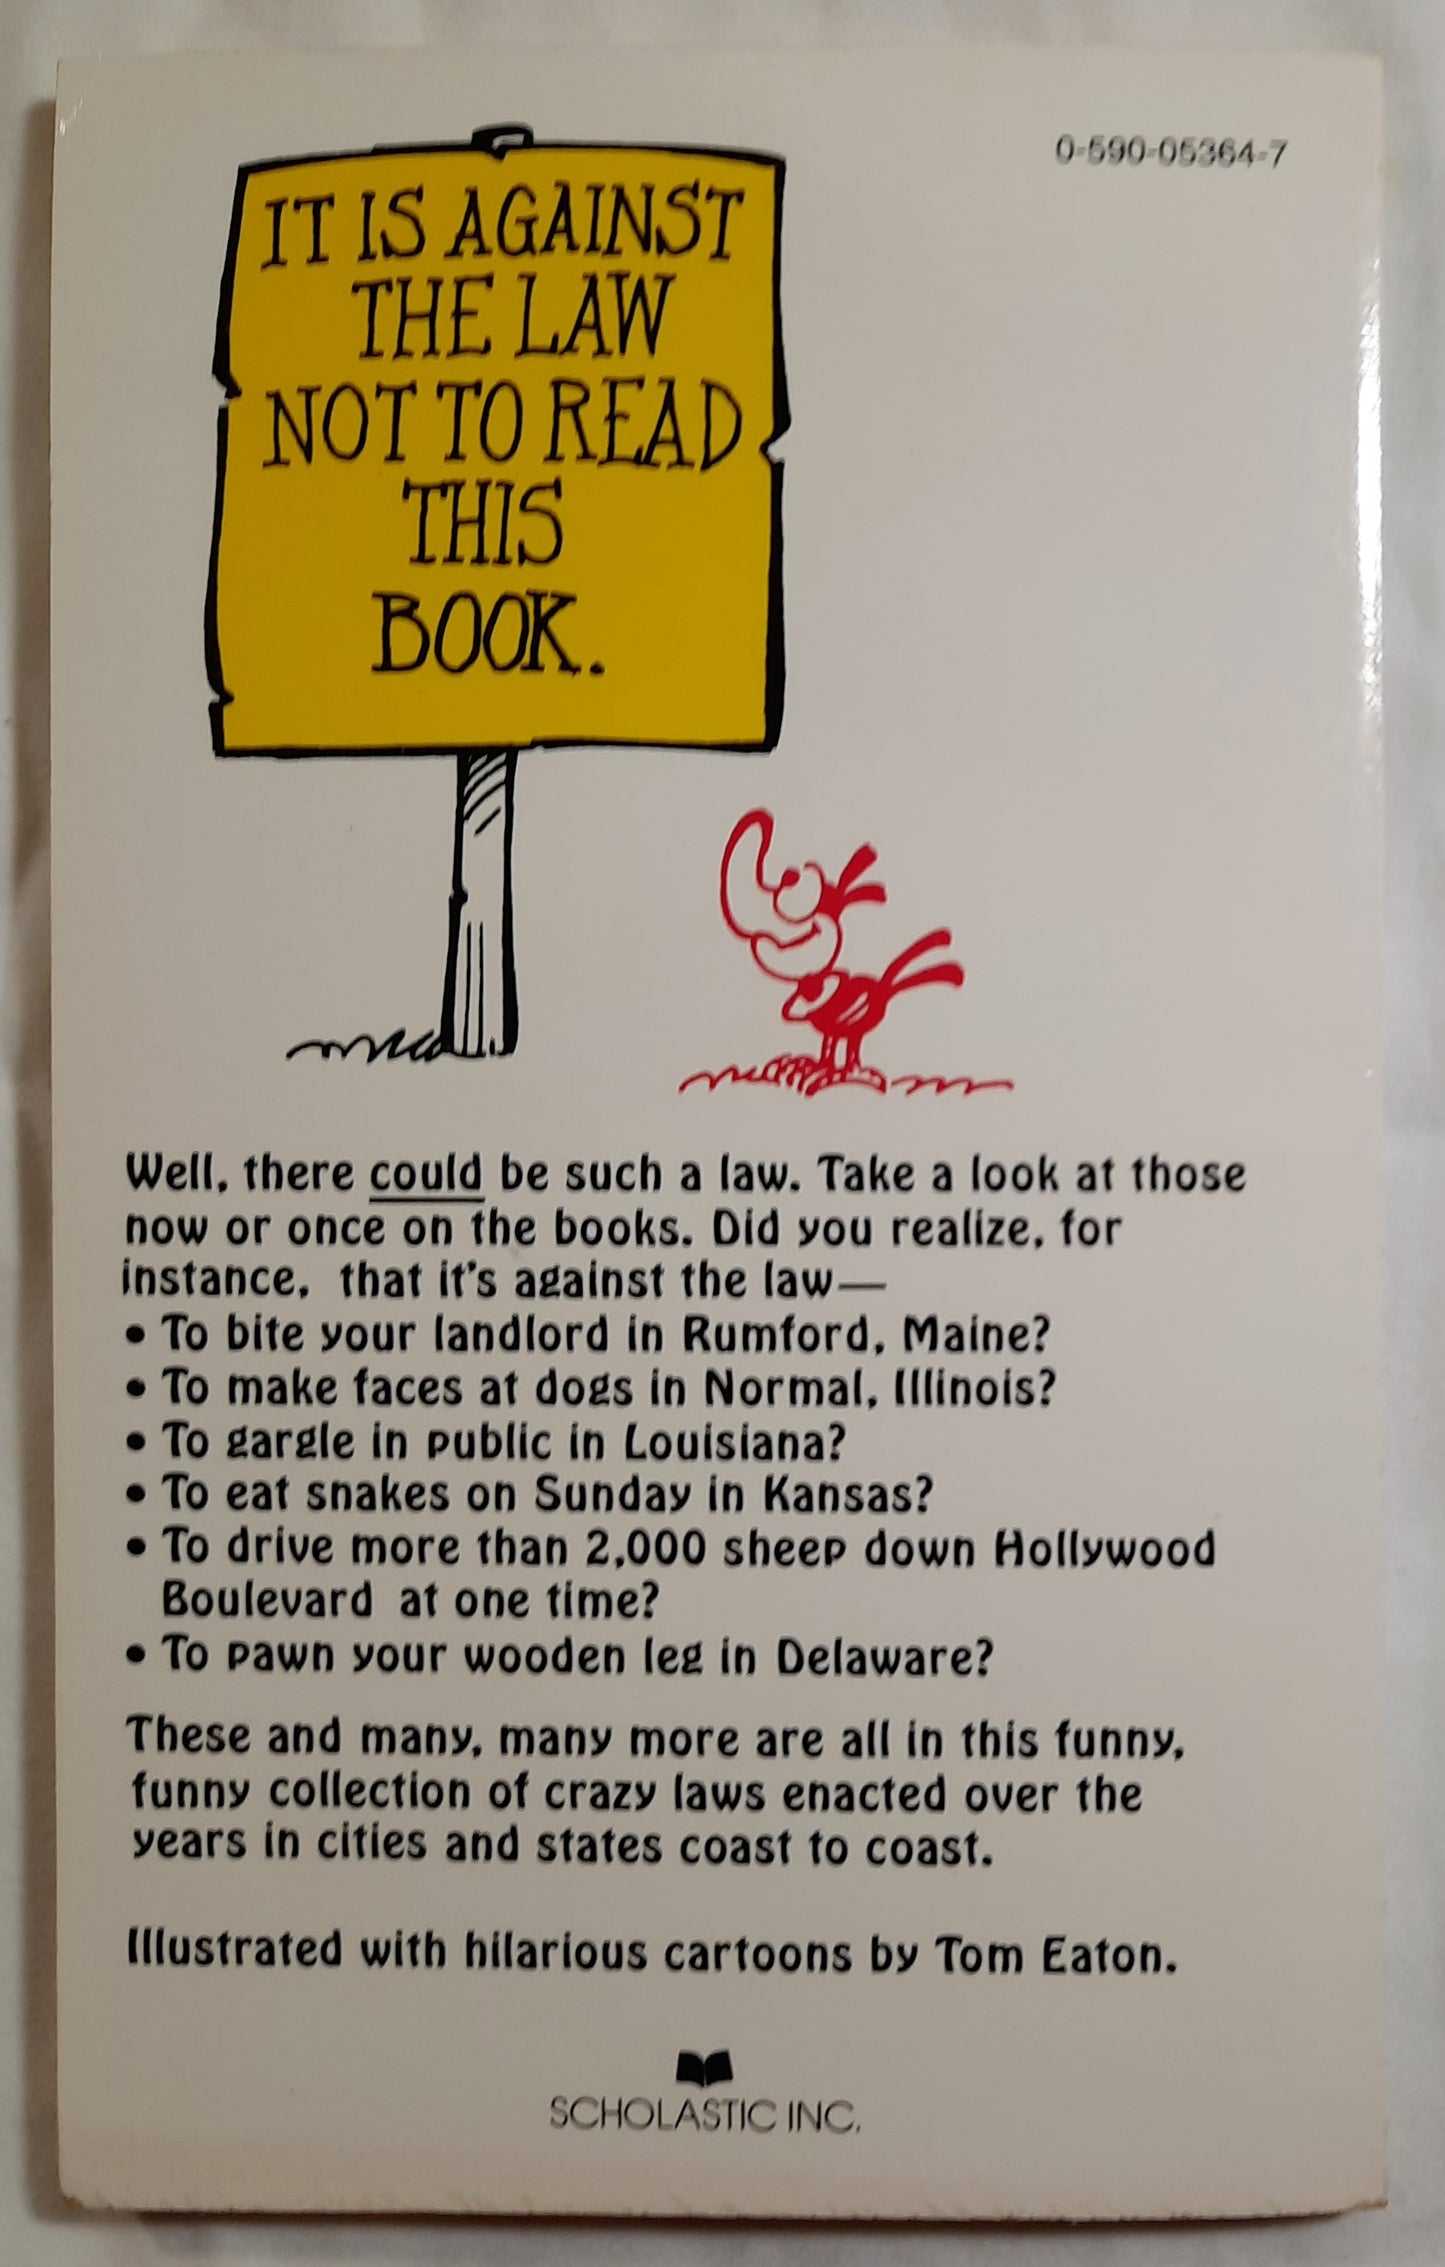 0-590-05364-7
IT IS AGAINST
THE LAW
NOT TO READ
THIS
BOOK.
Well, there could be such a law. Take a look at those
now or once on the books. Did you realize, for
instance, that it's against the law—
• To bite your landlord in Rumford, Maine?
• To make faces at dogs in Normal, Illinois?
• To gargle in public in Louisiana?
• To eat snakes on Sunday in Kansas?
• To drive more than 2,000 sheep down Hollywood
Boulevard at one time?
• To pawn your wooden leg in Delaware?
These and many, many more are all in this funny,
funny collection of crazy laws enacted over the
years in cities and states coast to coast.
Illustrated with hilarious cartoons by Tom Eaton.
SCHOLASTIC INC.